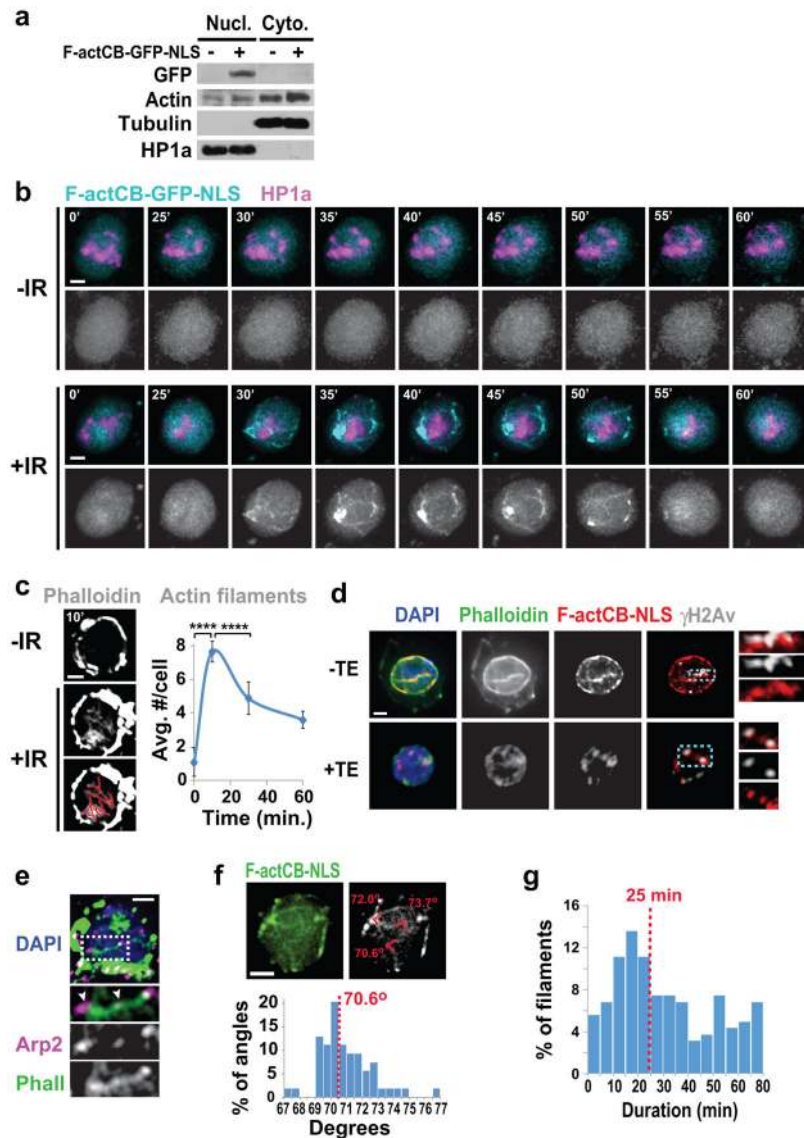 a
Nucl. Cyto.
F-actCB-GFP-NLS - + - +
GFP
Actin
Tubulin
HP1a
b
F-actCB-GFP-NLS HP1a
-IR
0' 25' 30' 35' 40' 45' 50' 55' 60'
+IR
0' 25' 30' 35' 40' 45' 50' 55' 60'
c
Phalloidin
10'
-IR
+IR
Actin filaments
**** ****
Avg. #/cell
8
6
4
2
0
0 20 40 60
Time (min.)
d
DAPI Phalloidin F-actCB-NLS γH2Av
-TE
+TE
e
DAPI
Arp2
Phall
f
F-actCB-NLS
72.0º 73.7º
70.6º
70.6º
% of angles
20
15
10
5
0
67 68 69 70 71 72 73 74 75 76 77
Degrees
g
25 min
% of filaments
16
12
8
4
0
0 10 20 30 40 50 60 80
Duration (min)